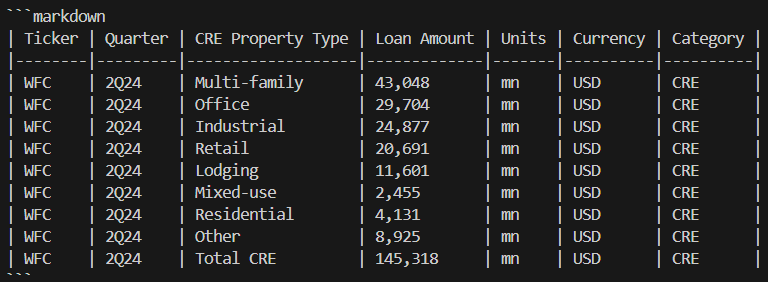 ```markdown
| Ticker | Quarter | CRE Property Type | Loan Amount | Units | Currency | Category |
|--------|---------|-------------------|-------------|-------|----------|----------|
| WFC    | 2Q24    | Multi-family      | 43,048      | mn    | USD      | CRE      |
| WFC    | 2Q24    | Office            | 29,704      | mn    | USD      | CRE      |
| WFC    | 2Q24    | Industrial        | 24,877      | mn    | USD      | CRE      |
| WFC    | 2Q24    | Retail            | 20,691      | mn    | USD      | CRE      |
| WFC    | 2Q24    | Lodging           | 11,601      | mn    | USD      | CRE      |
| WFC    | 2Q24    | Mixed-use         | 2,455       | mn    | USD      | CRE      |
| WFC    | 2Q24    | Residential       | 4,131       | mn    | USD      | CRE      |
| WFC    | 2Q24    | Other             | 8,925       | mn    | USD      | CRE      |
| WFC    | 2Q24    | Total CRE         | 145,318     | mn    | USD      | CRE      |
```